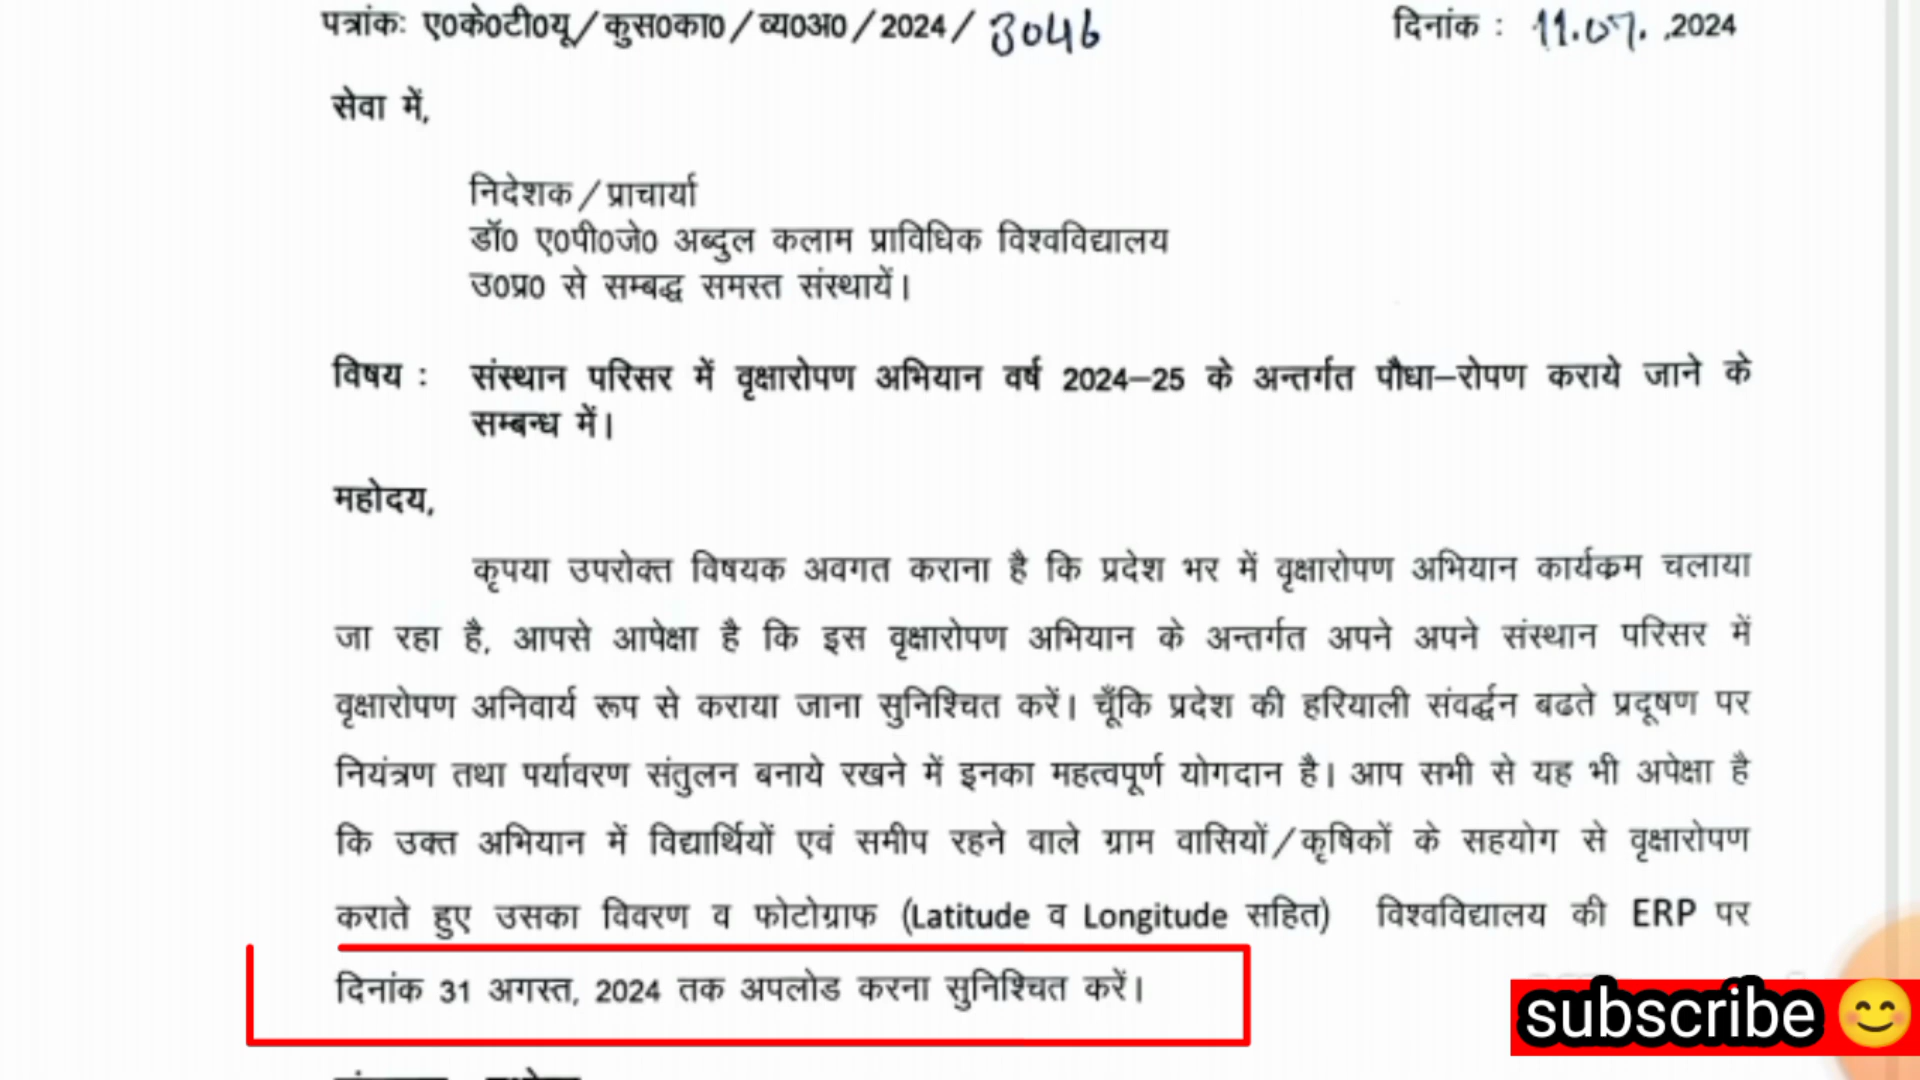 पत्रांकः ए0के0टी0यू/कुस0का0/व्य0अ0/2024/3046 दिनांक : 11.07. ,2024
सेवा में,
निदेशक/प्राचार्या
डॉ0 ए0पी0जे0 अब्दुल कलाम प्राविधिक विश्वविद्यालय
उ0प्र0 से सम्बद्ध समस्त संस्थायें।
विषय : संस्थान परिसर में वृक्षारोपण अभियान वर्ष 2024–25 के अन्तर्गत पौधा–रोपण कराये जाने के
सम्बन्ध में।
महोदय,
कृपया उपरोक्त विषयक अवगत कराना है कि प्रदेश भर में वृक्षारोपण अभियान कार्यक्रम चलाया
जा रहा है, आपसे आपेक्षा है कि इस वृक्षारोपण अभियान के अन्तर्गत अपने अपने संस्थान परिसर में
वृक्षारोपण अनिवार्य रूप से कराया जाना सुनिश्चित करें। चूँकि प्रदेश की हरियाली संवर्द्धन बढते प्रदूषण पर
नियंत्रण तथा पर्यावरण संतुलन बनाये रखने में इनका महत्वपूर्ण योगदान है। आप सभी से यह भी अपेक्षा है
कि उक्त अभियान में विद्यार्थियों एवं समीप रहने वाले ग्राम वासियों/कृषिकों के सहयोग से वृक्षारोपण
कराते हुए उसका विवरण व फोटोग्राफ (Latitude व Longitude सहित) विश्वविद्यालय की ERP पर
दिनांक 31 अगस्त, 2024 तक अपलोड करना सुनिश्चित करें।
subscribe 😊